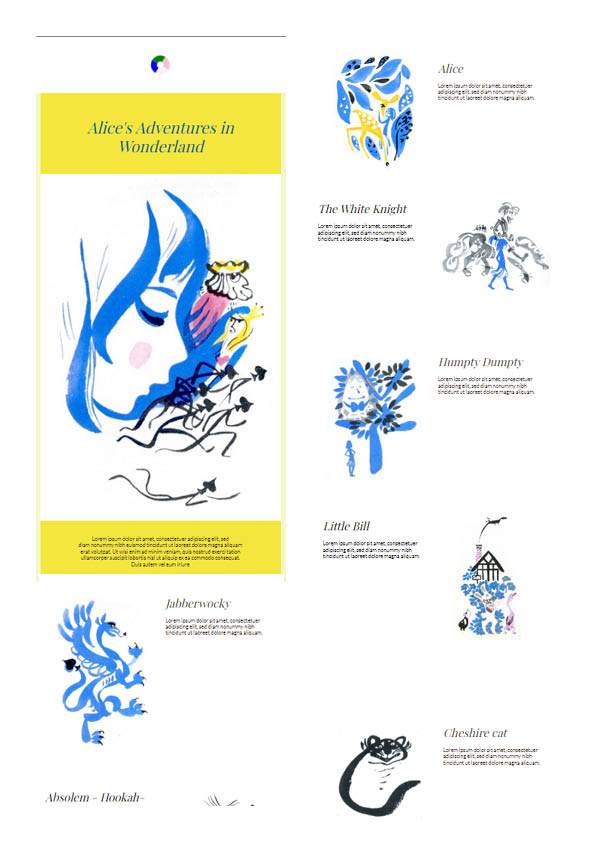 Alice's Adventures in
Wonderland
Lorem ipsum dolor sit amet, consectetuer adipiscing elit, sed
diam nonummy nibh euismod tincidunt ut laoreet dolore magna aliquam
erat volutpat. Ut wisi enim ad minim veniam, quis nostrud exerci tation
ullamcorper suscipit lobortis nisl ut aliquip ex ea commodo consequat.
Duis autem vel eum iriure
Jabberwocky
Lorem ipsum dolor sit amet, consectetuer
adipiscing elit, sed diam nonummy nibh
tincidunt ut laoreet dolore magna aliquam.
Absolem - Hookah-
Alice
Lorem ipsum dolor sit amet, consectetuer
adipiscing elit, sed diam nonummy nibh
tincidunt ut laoreet dolore magna aliquam.
The White Knight
Lorem ipsum dolor sit amet, consectetuer
adipiscing elit, sed diam nonummy nibh
tincidunt ut laoreet dolore magna aliquam.
Humpty Dumpty
Lorem ipsum dolor sit amet, consectetuer
adipiscing elit, sed diam nonummy nibh
tincidunt ut laoreet dolore magna aliquam.
Little Bill
Lorem ipsum dolor sit amet, consectetuer
adipiscing elit, sed diam nonummy nibh
tincidunt ut laoreet dolore magna aliquam.
Cheshire cat
Lorem ipsum dolor sit amet, consectetuer
adipiscing elit, sed diam nonummy nibh
tincidunt ut laoreet dolore magna aliquam.